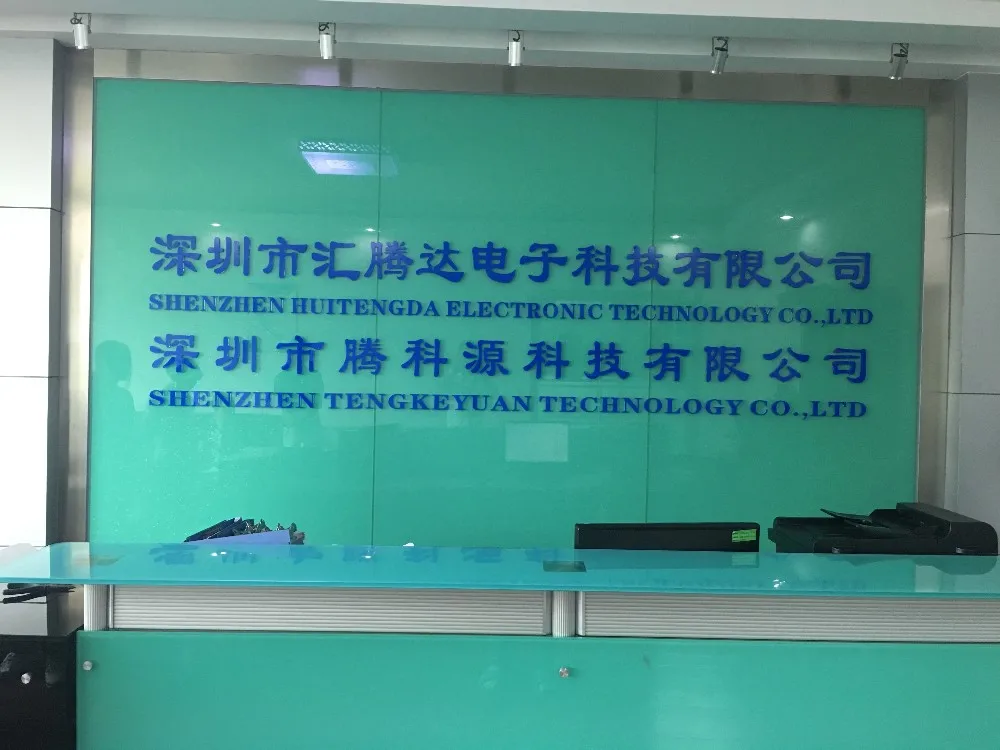 深圳市汇腾达电子科技有限公司
SHENZHEN HUITENGDA ELECTRONIC TECHNOLOGY CO.,LTD
深圳市腾科源科技有限公司
SHENZHEN TENGKEYUAN TECHNOLOGY CO.,LTD